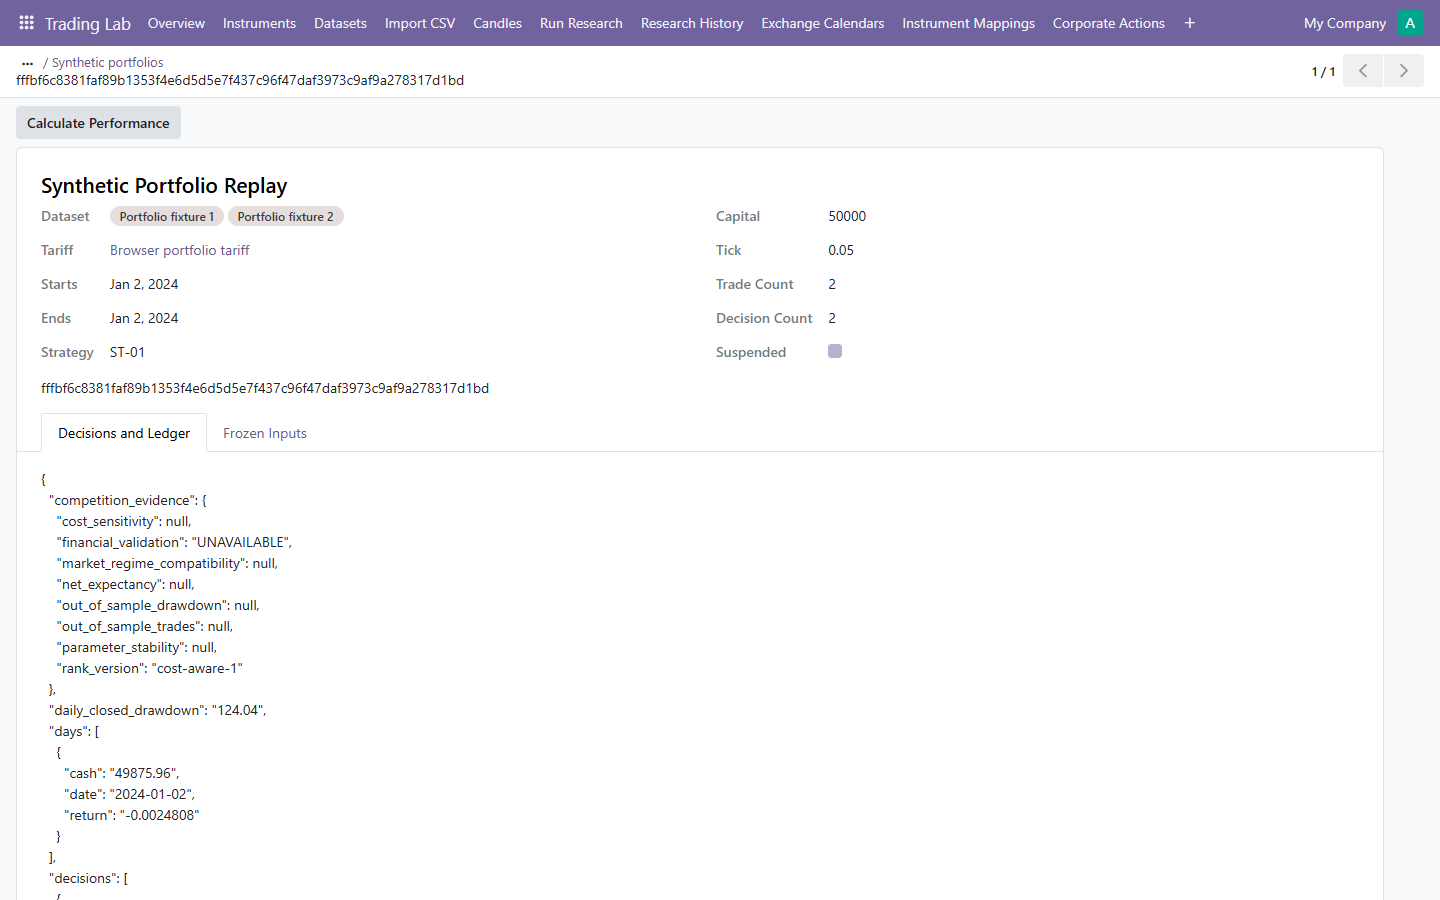 Trading Lab Overview Instruments Datasets Import CSV Candles Run Research Research History Exchange Calendars Instrument Mappings Corporate Actions + My Company A
... / Synthetic portfolios
fffbf6c8381faf89b1353f4e6d5d5e7f437c96f47daf3973c9af9a278317d1bd
1 / 1
Calculate Performance
Synthetic Portfolio Replay
Dataset Portfolio fixture 1 Portfolio fixture 2
Capital 50000
Tariff Browser portfolio tariff
Tick 0.05
Starts Jan 2, 2024
Trade Count 2
Ends Jan 2, 2024
Decision Count 2
Strategy ST-01
Suspended
fffbf6c8381faf89b1353f4e6d5d5e7f437c96f47daf3973c9af9a278317d1bd
Decisions and Ledger Frozen Inputs
{
"competition_evidence": {
"cost_sensitivity": null,
"financial_validation": "UNAVAILABLE",
"market_regime_compatibility": null,
"net_expectancy": null,
"out_of_sample_drawdown": null,
"out_of_sample_trades": null,
"parameter_stability": null,
"rank_version": "cost-aware-1"
},
"daily_closed_drawdown": "124.04",
"days": [
{
"cash": "49875.96",
"date": "2024-01-02",
"return": "-0.0024808"
}
],
"decisions": [
{